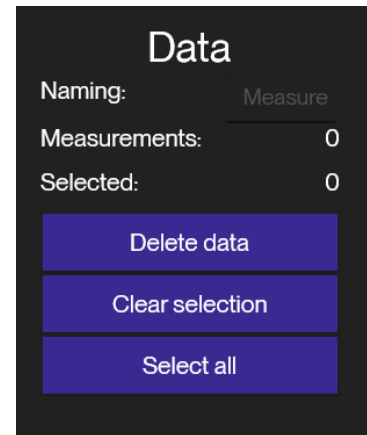 Data
Naming: Measure
Measurements: 0
Selected: 0
Delete data
Clear selection
Select all